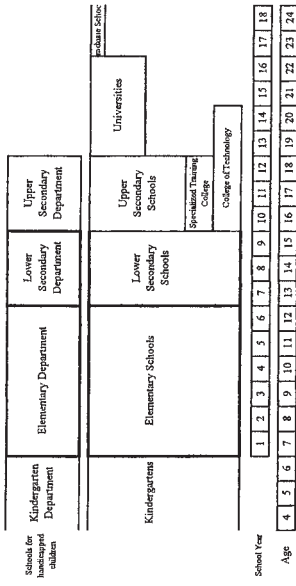 Schools for
handicapped
children
Kindergarten
Department
Elementary Department
Lower
Secondary
Department
Upper
Secondary
Department
Kindergartens
Elementary Schools
Lower
Secondary
Schools
Upper
Secondary
Schools
Specialized Training
College
College of Technology
Universities
raduate Schoo
School Year
1 2 3 4 5 6 7 8 9 10 11 12 13 14 15 16 17 18
Age
4 5 6 7 8 9 10 11 12 13 14 15 16 17 18 19 20 21 22 23 24